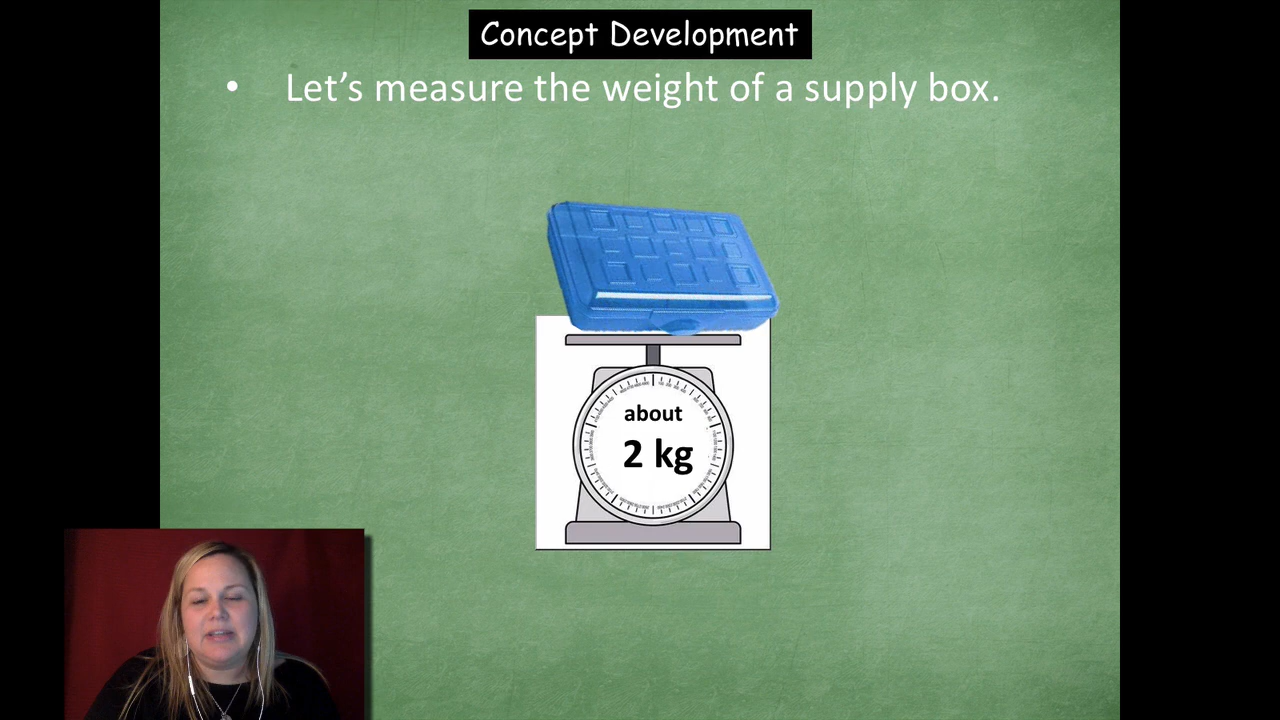 Concept Development
• Let's measure the weight of a supply box.
about
2 kg